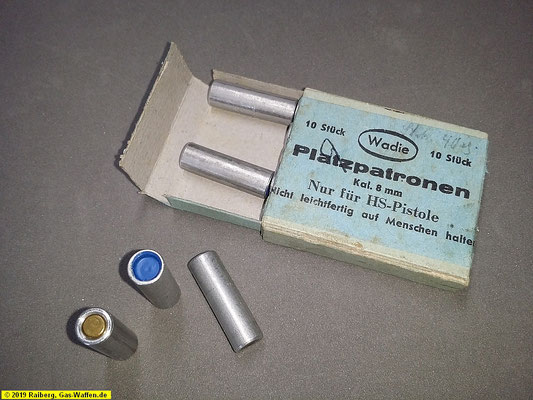 10 Stück Wadie 10 Stück
Platzpatronen
Kal. 8 mm
Nur für HS-Pistole
Nicht leichtfertig auf Menschen halten
© 2019 Raiberg, Gas-Waffen.de